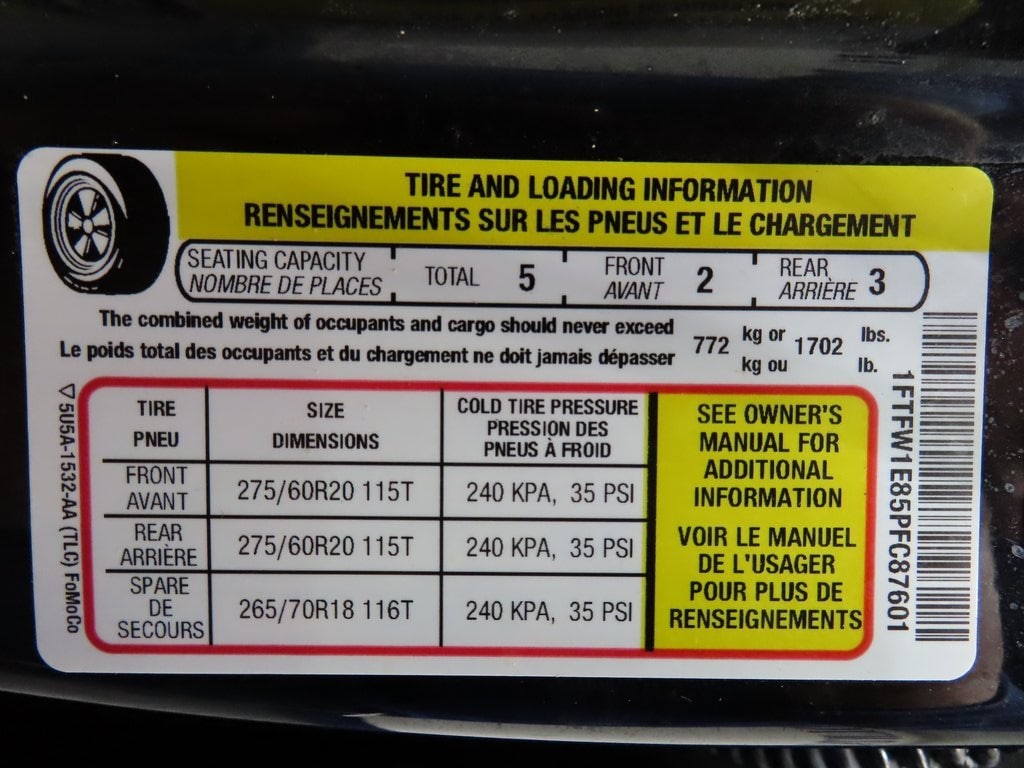 TIRE AND LOADING INFORMATION
RENSEIGNEMENTS SUR LES PNEUS ET LE CHARGEMENT
SEATING CAPACITY
NOMBRE DE PLACES
TOTAL 5
FRONT
AVANT 2
REAR
ARRIÈRE 3
The combined weight of occupants and cargo should never exceed 772 kg or 1702 lbs.
Le poids total des occupants et du chargement ne doit jamais dépasser kg ou lb.
TIRE
PNEU
SIZE
DIMENSIONS
COLD TIRE PRESSURE
PRESSION DES
PNEUS À FROID
FRONT
AVANT
275/60R20 115T
240 KPA, 35 PSI
REAR
ARRIÈRE
275/60R20 115T
240 KPA, 35 PSI
SPARE
DE
SECOURS
265/70R18 116T
240 KPA, 35 PSI
SEE OWNER'S
MANUAL FOR
ADDITIONAL
INFORMATION
VOIR LE MANUEL
DE L'USAGER
POUR PLUS DE
RENSEIGNEMENTS
5U5A-1532-AA (TLC) FoMoCo
1FTFW1E85PFC87601